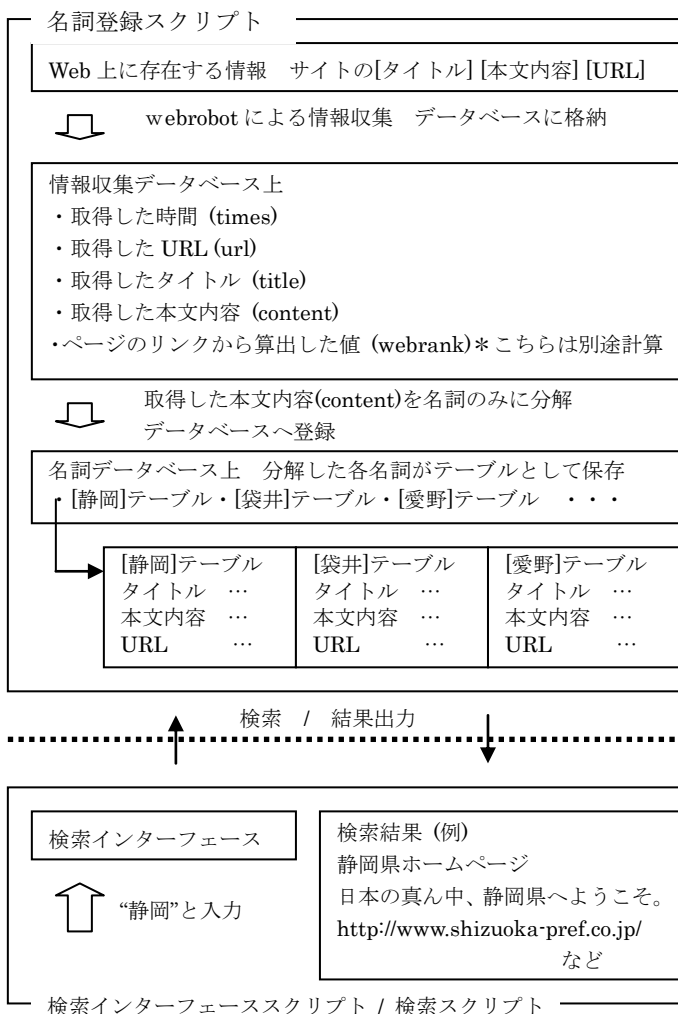 名詞登録スクリプト
Web 上に存在する情報　サイトの[タイトル] [本文内容] [URL]
ｗebrobot による情報収集　データベースに格納
情報収集データベース上
・取得した時間 (times)
・取得した URL (url)
・取得したタイトル (title)
・取得した本文内容 (content)
・ページのリンクから算出した値 (webrank)＊こちらは別途計算
取得した本文内容(content)を名詞のみに分解
データベースへ登録
名詞データベース上　分解した各名詞がテーブルとして保存
・[静岡]テーブル・[袋井]テーブル・[愛野]テーブル　・・・
[静岡]テーブル　[袋井]テーブル　[愛野]テーブル
タイトル　…　タイトル　…　タイトル　…
本文内容　…　本文内容　…　本文内容　…
URL　…　URL　…　URL　…
検索　/　結果出力
検索インターフェース
“静岡”と入力
検索結果 (例)
静岡県ホームページ
日本の真ん中、静岡県へようこそ。
http://www.shizuoka-pref.co.jp/
など
検索インターフェーススクリプト / 検索スクリプト